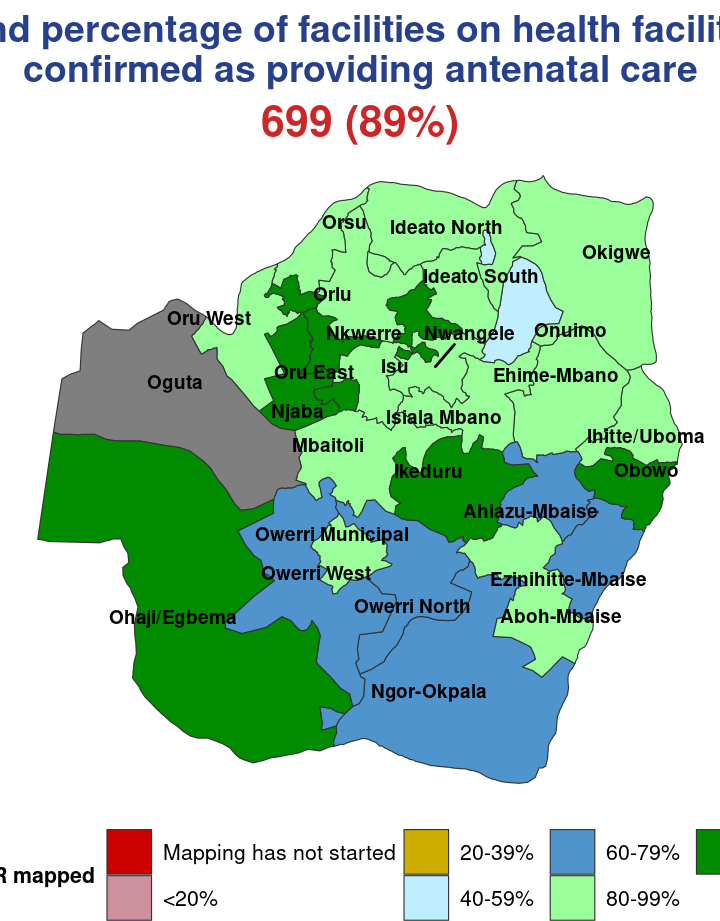 nd percentage of facilities on health facilit
confirmed as providing antenatal care
699 (89%)
Orsu
Ideato North
Okigwe
Ideato South
Orlu
Oru West
Nkwerre
Nwangele
Onuimo
Isu
Oru East
Ehime-Mbano
Oguta
Njaba
Isiala Mbano
Ihitte/Uboma
Mbaitoli
Ikeduru
Obowo
Ahiazu-Mbaise
Owerri Municipal
Owerri West
Ezinihitte-Mbaise
Owerri North
Ohaji/Egbema
Aboh-Mbaise
Ngor-Okpala
R mapped
Mapping has not started
20-39%
60-79%
<20%
40-59%
80-99%